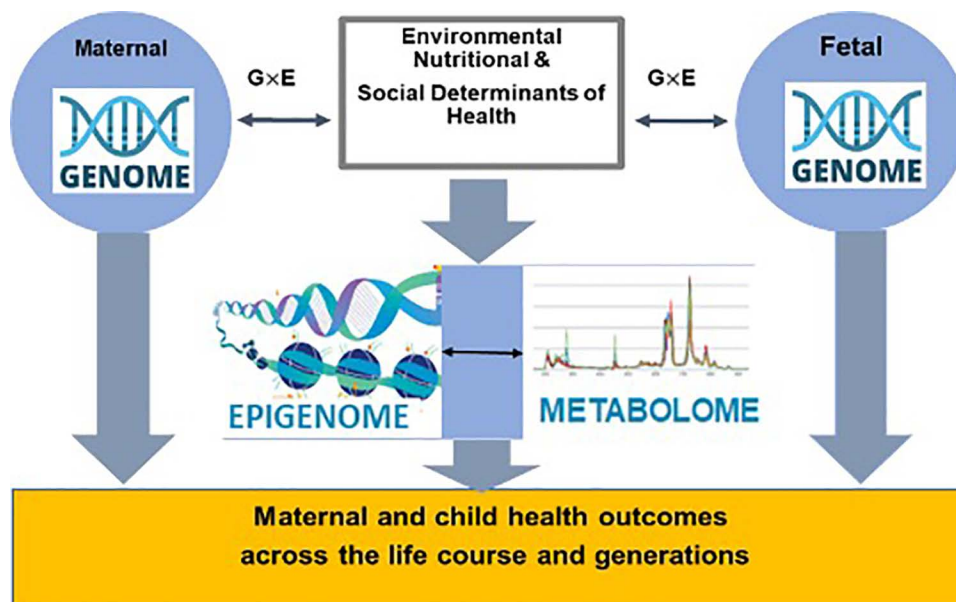 Maternal
GENOME
G×E
Environmental
Nutritional &
Social Determinants of
Health
G×E
Fetal
GENOME
EPIGENOME
METABOLOME
Maternal and child health outcomes
across the life course and generations